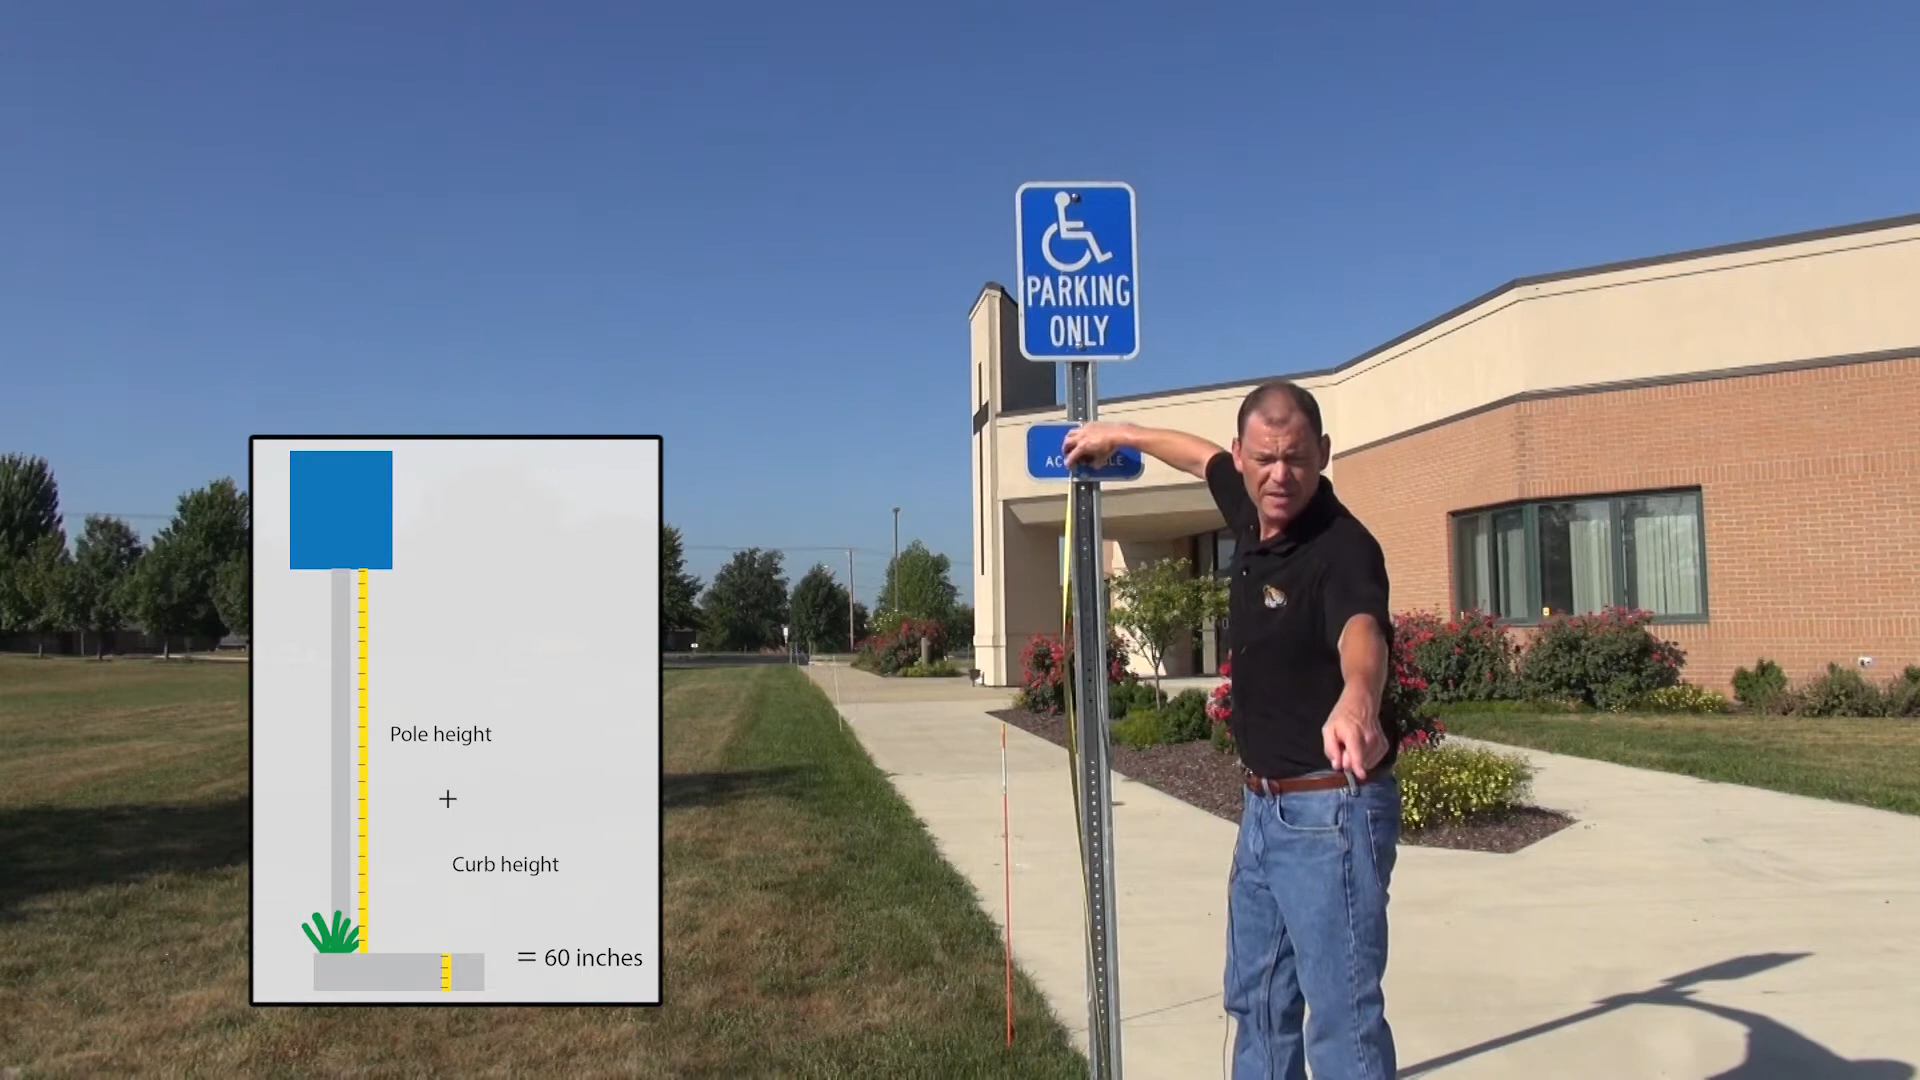 PARKING
ONLY
Pole height
+
Curb height
= 60 inches